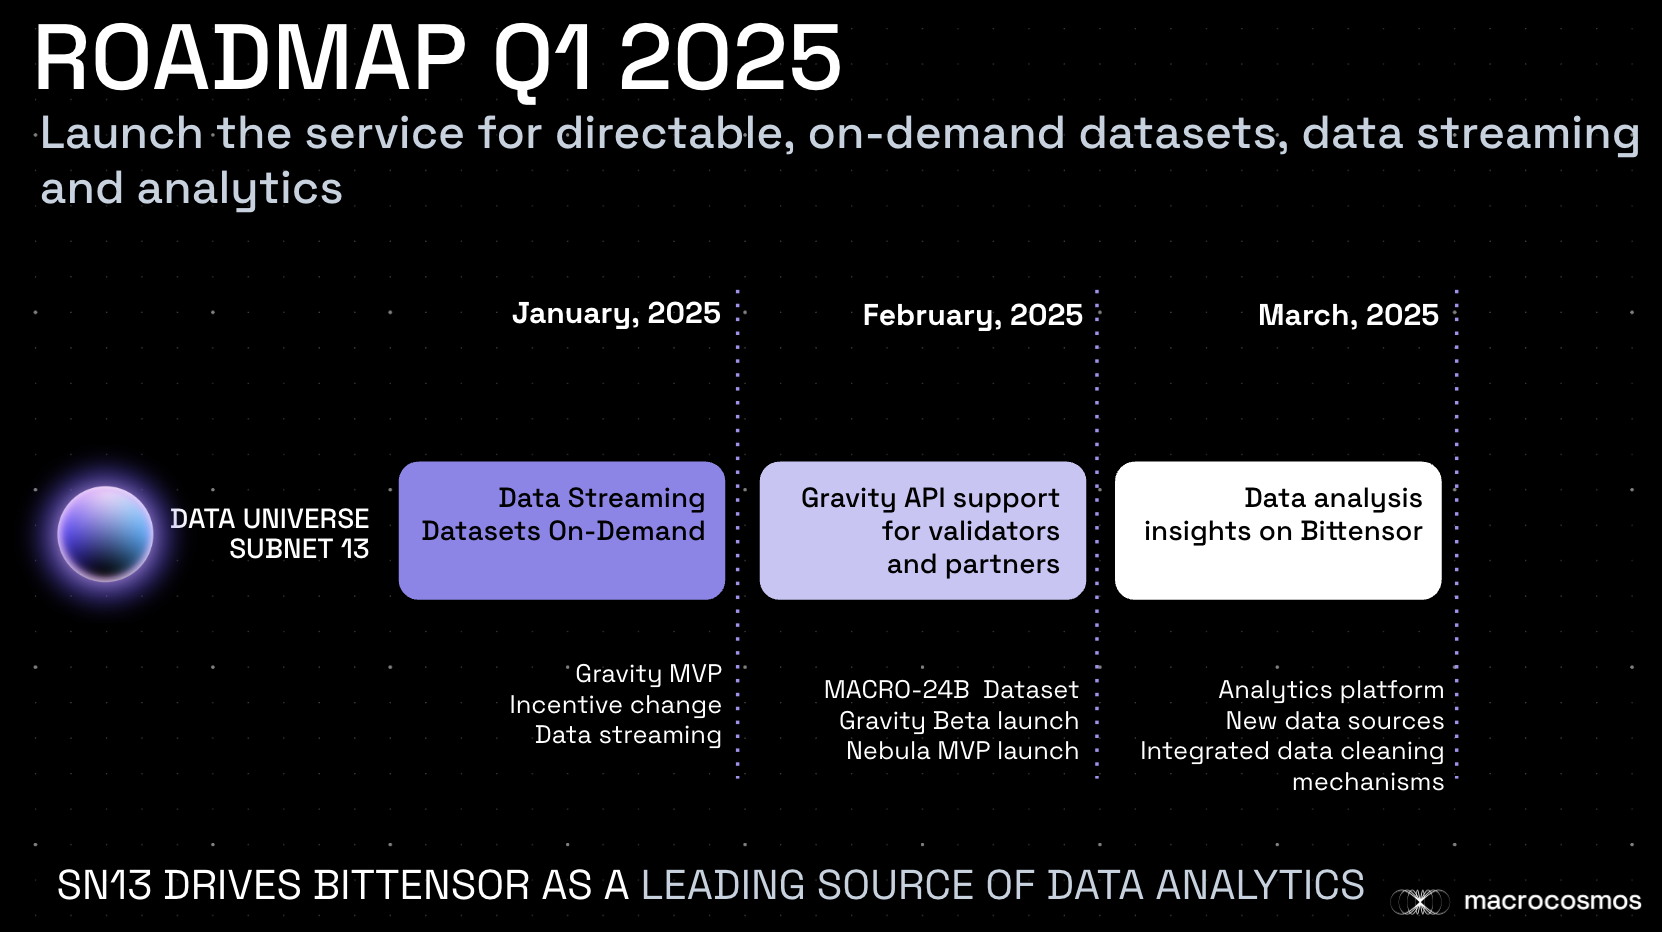 ROADMAP Q1 2025
Launch the service for directable, on-demand datasets, data streaming
and analytics
January, 2025
February, 2025
March, 2025
DATA UNIVERSE
SUBNET 13
Data Streaming
Datasets On-Demand
Gravity API support
for validators
and partners
Data analysis
insights on Bittensor
Gravity MVP
Incentive change
Data streaming
MACRO-24B Dataset
Gravity Beta launch
Nebula MVP launch
Analytics platform
New data sources
Integrated data cleaning
mechanisms
SN13 DRIVES BITTENSOR AS A LEADING SOURCE OF DATA ANALYTICS
macrocosmos